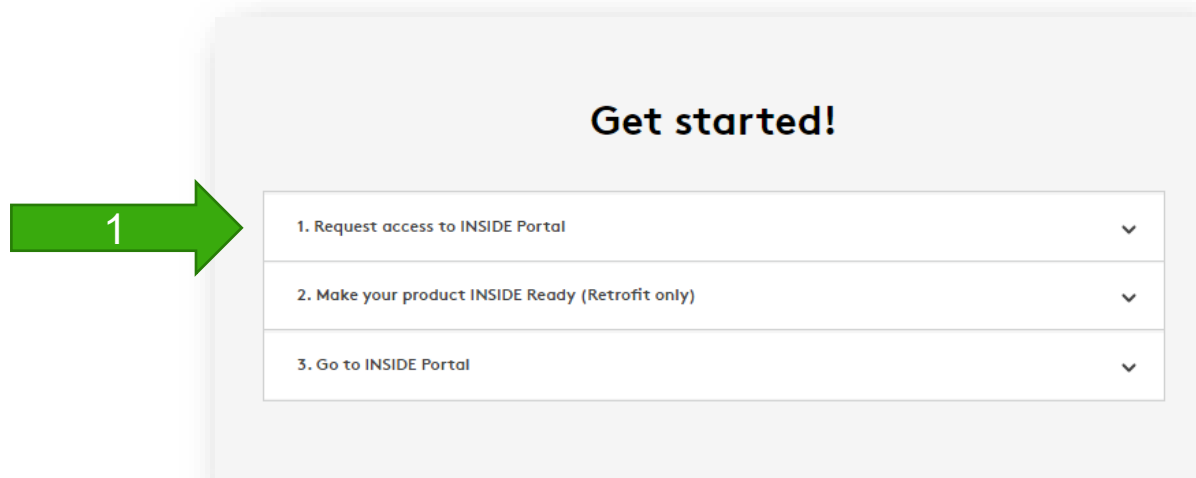 Get started!
1
1. Request access to INSIDE Portal
2. Make your product INSIDE Ready (Retrofit only)
3. Go to INSIDE Portal